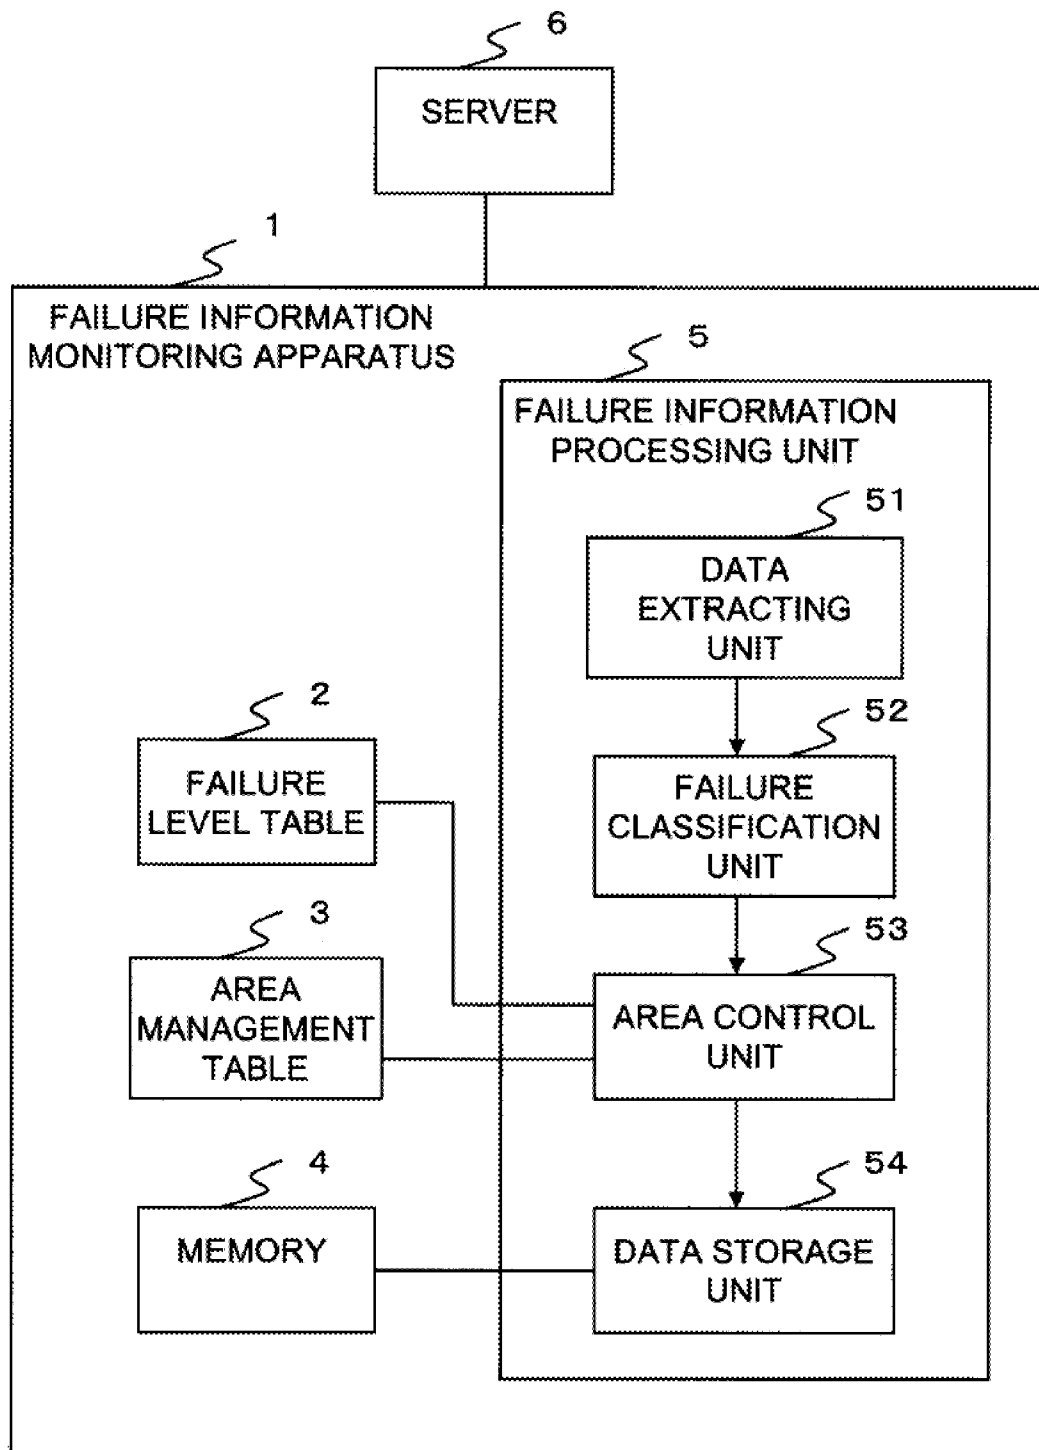 6
SERVER
1
FAILURE INFORMATION
MONITORING APPARATUS
5
FAILURE INFORMATION
PROCESSING UNIT
51
DATA
EXTRACTING
UNIT
2
FAILURE
LEVEL TABLE
52
FAILURE
CLASSIFICATION
UNIT
3
AREA
MANAGEMENT
TABLE
53
AREA CONTROL
UNIT
4
MEMORY
54
DATA STORAGE
UNIT